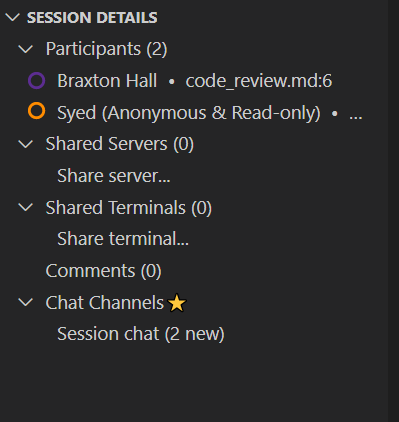 SESSION DETAILS
Participants (2)
Braxton Hall • code_review.md:6
Syed (Anonymous & Read-only) • ...
Shared Servers (0)
Share server...
Shared Terminals (0)
Share terminal...
Comments (0)
Chat Channels⭐
Session chat (2 new)